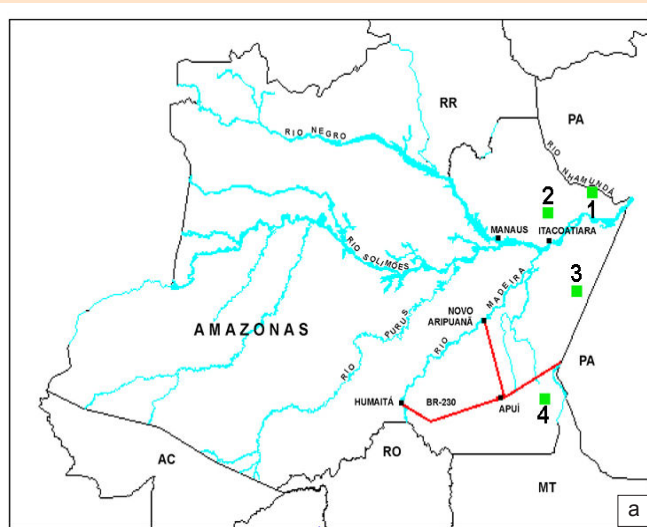 RR
PA
RIO NEGRO
RIO NHAMUNDÁ
2
1
MANAUS
ITACOATIARA
RIO SOLIMÕES
3
RIO MADEIRA
NOVO
ARIPUANÃ
AMAZONAS
RIO PURUS
PA
HUMAITÁ
BR-230
APUÍ
4
AC
RO
MT
a